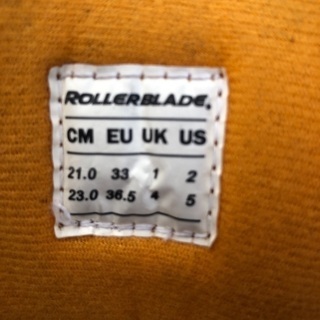 ROLLERBLADE.
CM EU UK US
21.0 33 1 2
23.0 36.5 4 5